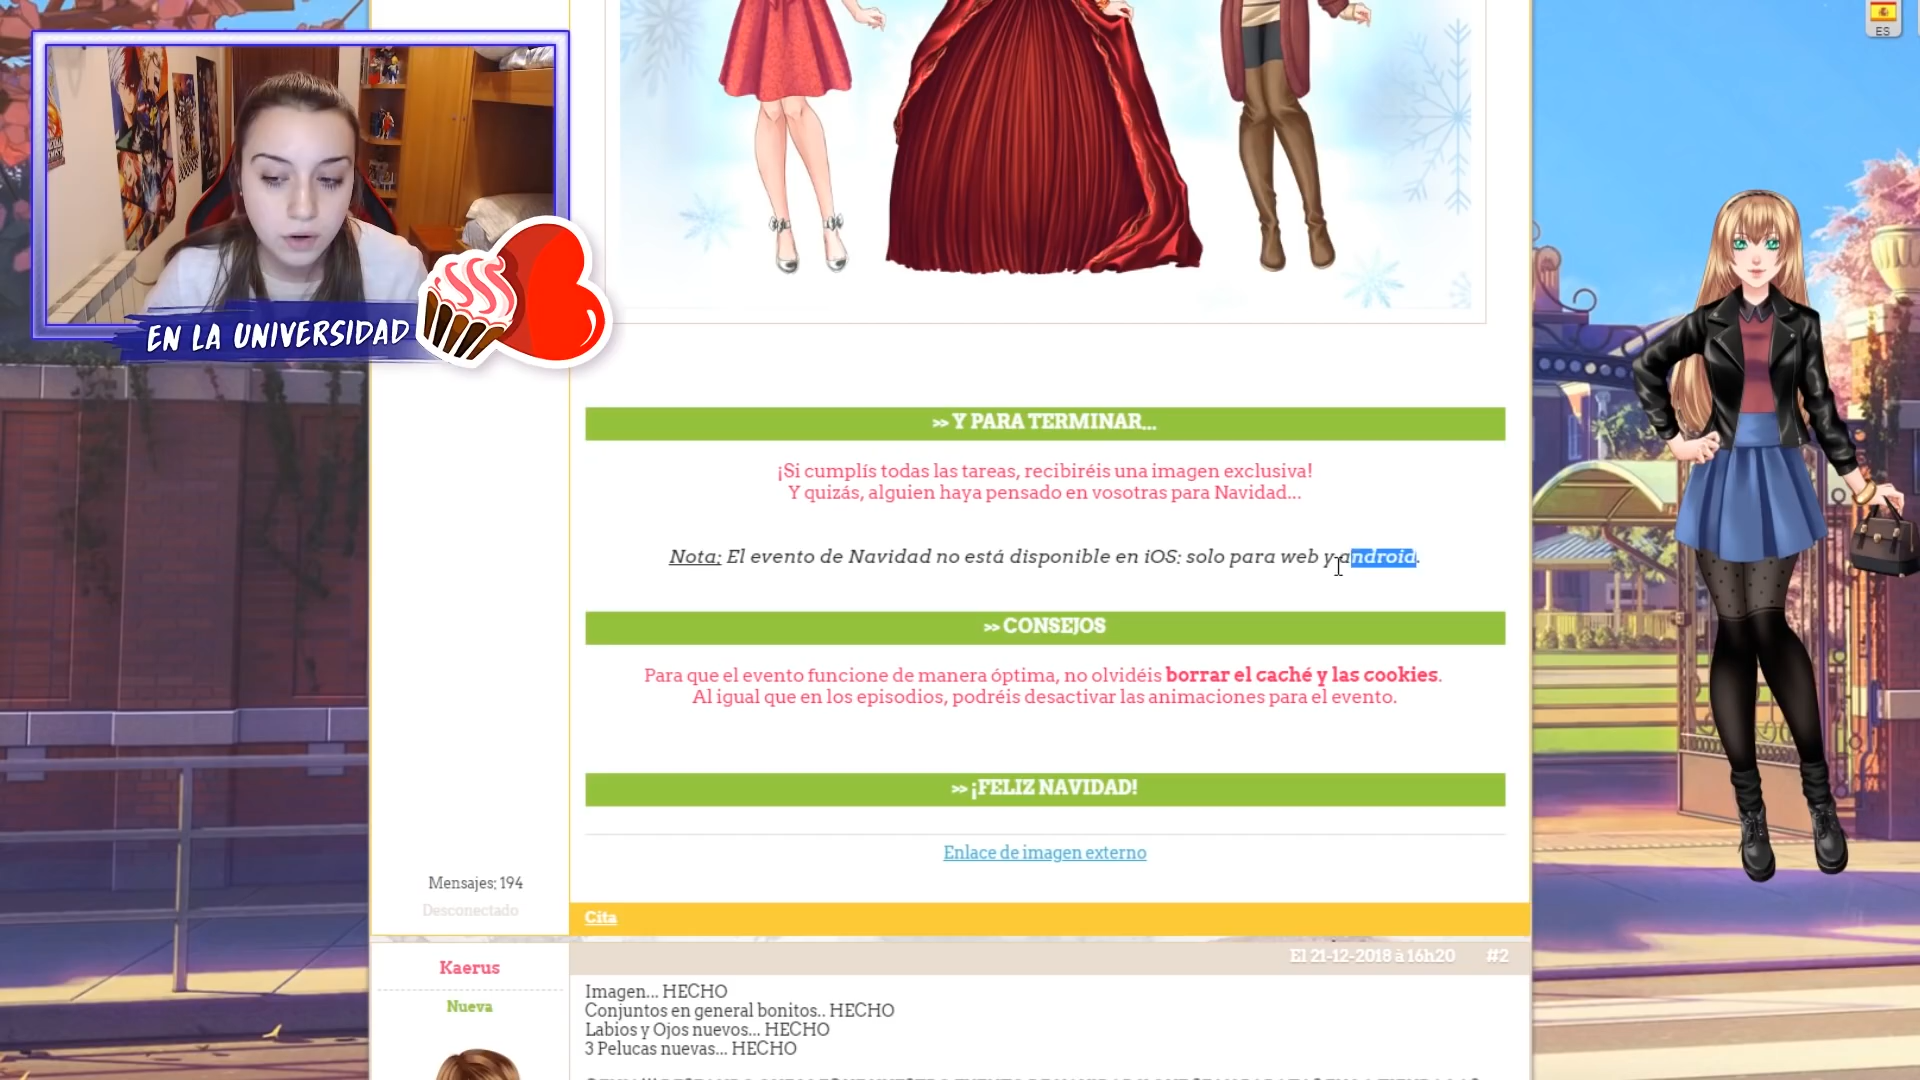 ES
EN LA UNIVERSIDAD
>> Y PARA TERMINAR...
¡Si cumplís todas las tareas, recibiréis una imagen exclusiva!
Y quizás, alguien haya pensado en vosotras para Navidad...
Nota: El evento de Navidad no está disponible en iOS: solo para web y android.
>> CONSEJOS
Para que el evento funcione de manera óptima, no olvidéis borrar el caché y las cookies.
Al igual que en los episodios, podréis desactivar las animaciones para el evento.
>> ¡FELIZ NAVIDAD!
Enlace de imagen externo
Mensajes: 194
Desconectado
Cita
El 21-12-2018 à 16h20 #2
Kaerus
Nueva
Imagen... HECHO
Conjuntos en general bonitos.. HECHO
Labios y Ojos nuevos... HECHO
3 Pelucas nuevas... HECHO